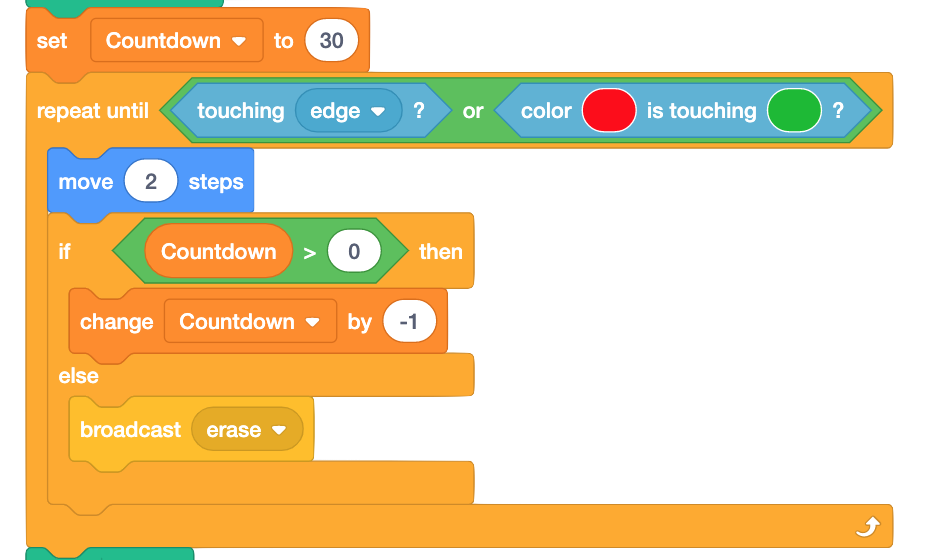 set Countdown to 30
repeat until touching edge ? or color is touching ?
move 2 steps
if Countdown > 0 then
change Countdown by -1
else
broadcast erase